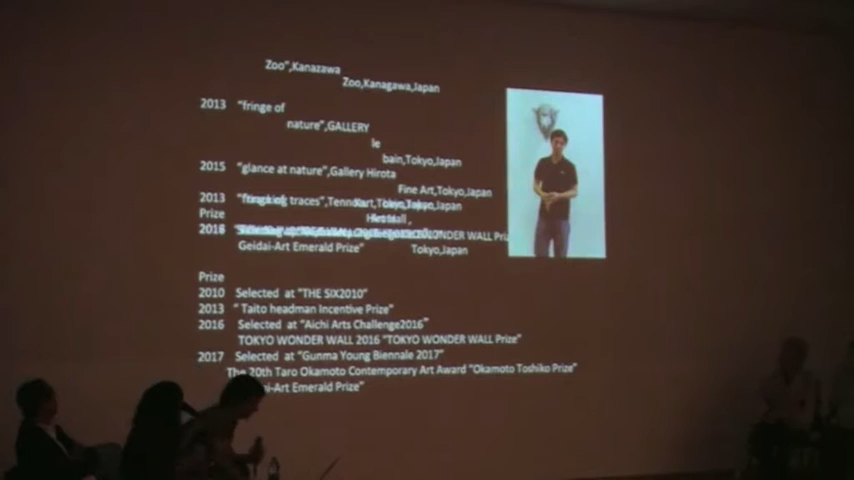 Zoo",Kanazawa
Zoo,Kanagawa,Japan
2013 "fringe of
nature",GALLERY
le
bain,Tokyo,Japan
2015 "glance at nature",Gallery Hirota
Fine Art,Tokyo,Japan
2013 traces",
Prize
WONDER WALL
Geidai-Art Emerald Prize"
Tokyo,Japan
Prize
2010 Selected at "THE SIX2010"
2013 " Taito headman Incentive Prize"
2016 Selected at "Aichi Arts Challenge2016"
TOKYO WONDER WALL 2016 "TOKYO WONDER WALL Prize"
2017 Selected at "Gunma Young Biennale 2017"
The 20th Taro Okamoto Contemporary Art Award "Okamoto Toshiko Prize"
-Art Emerald Prize"